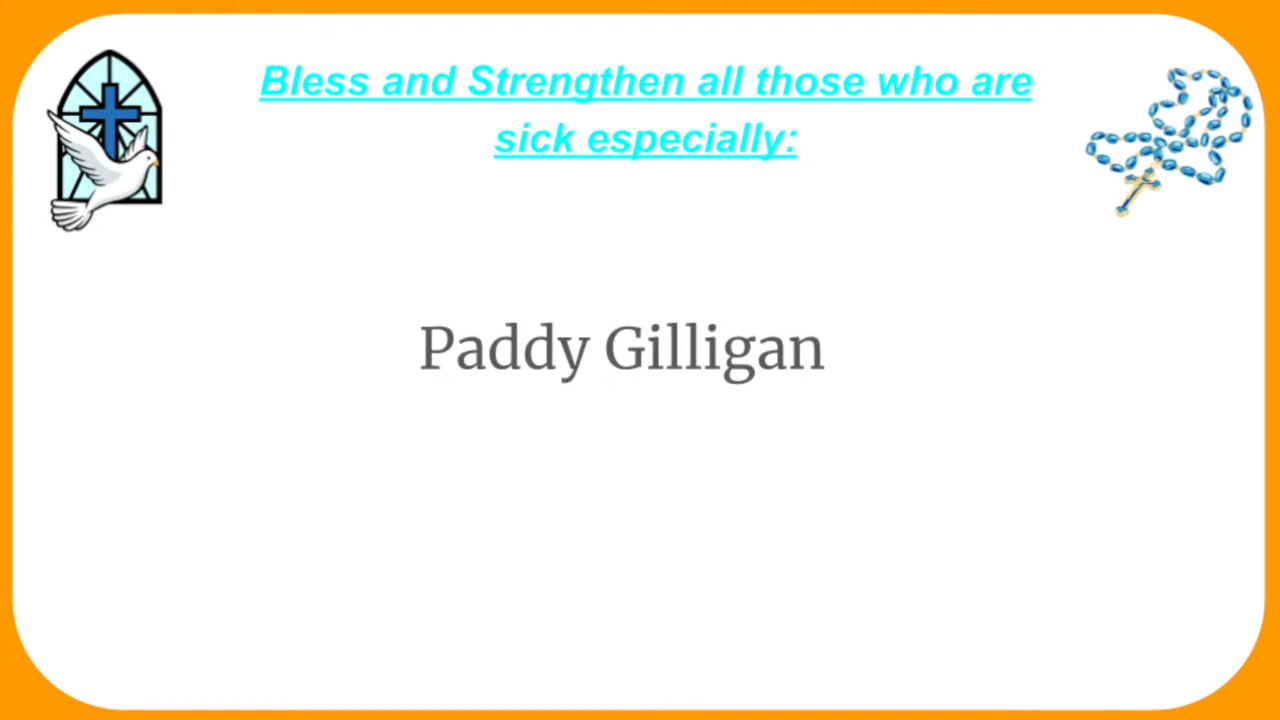 Bless and Strengthen all those who are
sick especially:
Paddy Gilligan